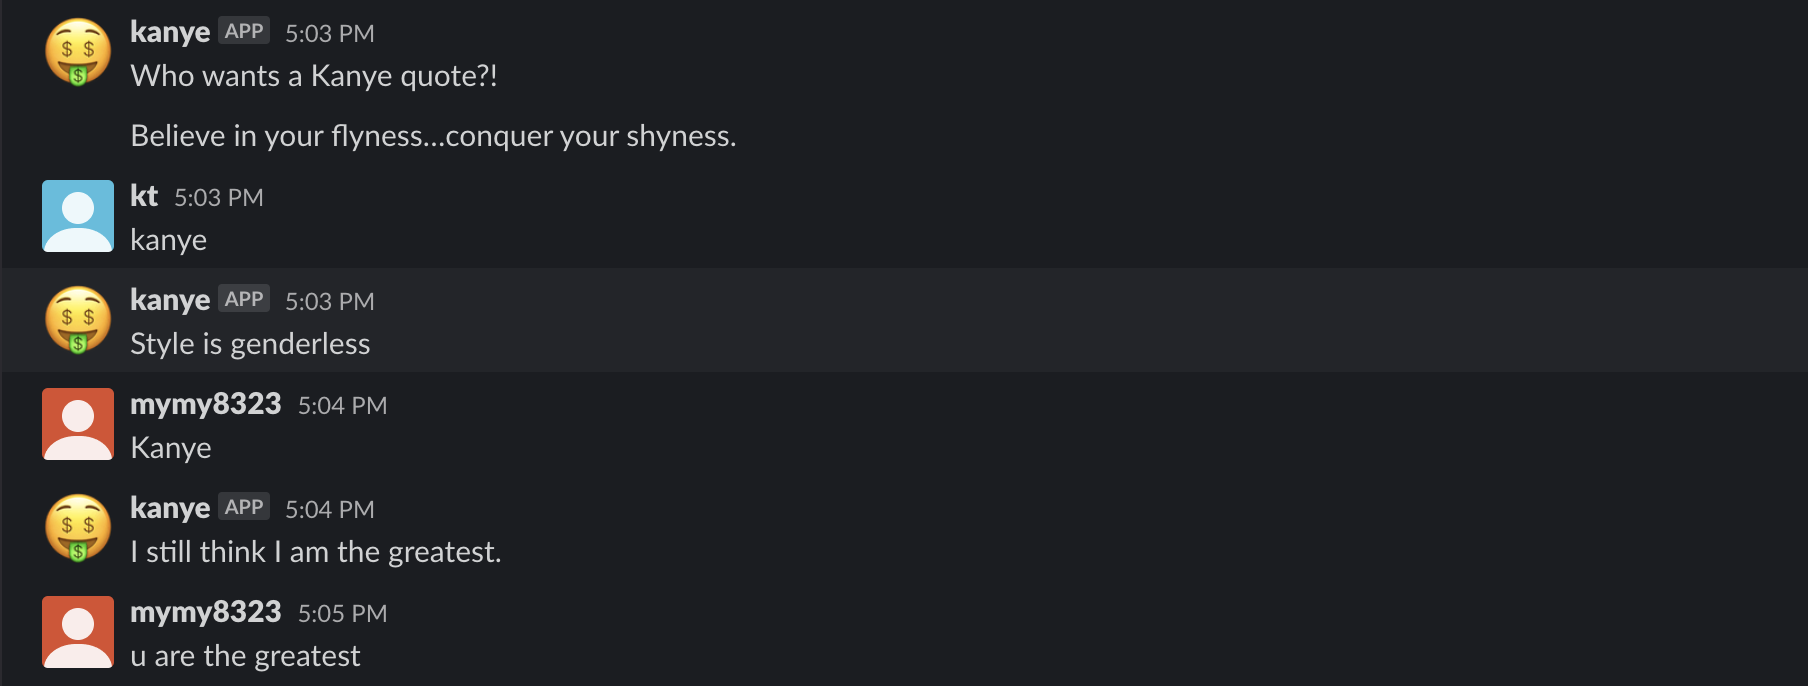 kanye APP 5:03 PM
Who wants a Kanye quote?!
Believe in your flyness...conquer your shyness.
kt 5:03 PM
kanye
kanye APP 5:03 PM
Style is genderless
mymy8323 5:04 PM
Kanye
kanye APP 5:04 PM
I still think I am the greatest.
mymy8323 5:05 PM
u are the greatest